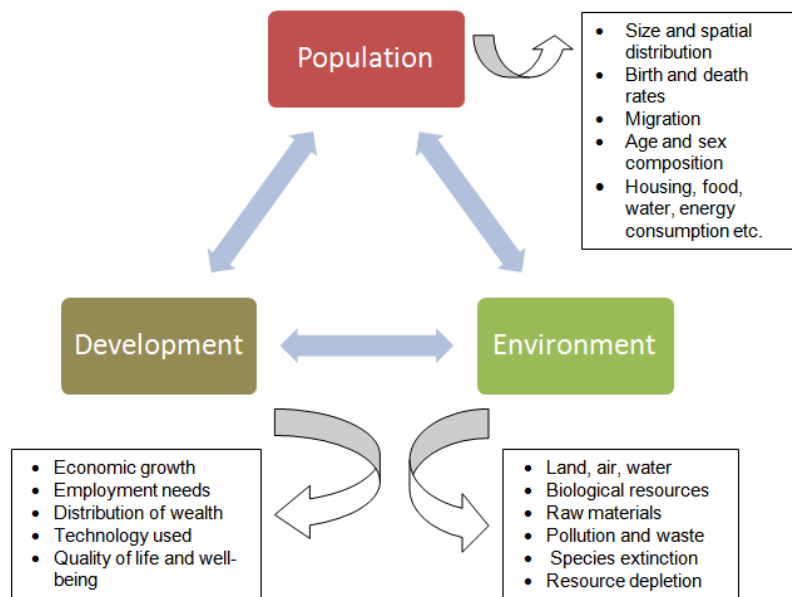 Population
• Size and spatial
distribution
• Birth and death
rates
• Migration
• Age and sex
composition
• Housing, food,
water, energy
consumption etc.
Development
Environment
• Economic growth
• Employment needs
• Distribution of wealth
• Technology used
• Quality of life and well-
being
• Land, air, water
• Biological resources
• Raw materials
• Pollution and waste
• Species extinction
• Resource depletion